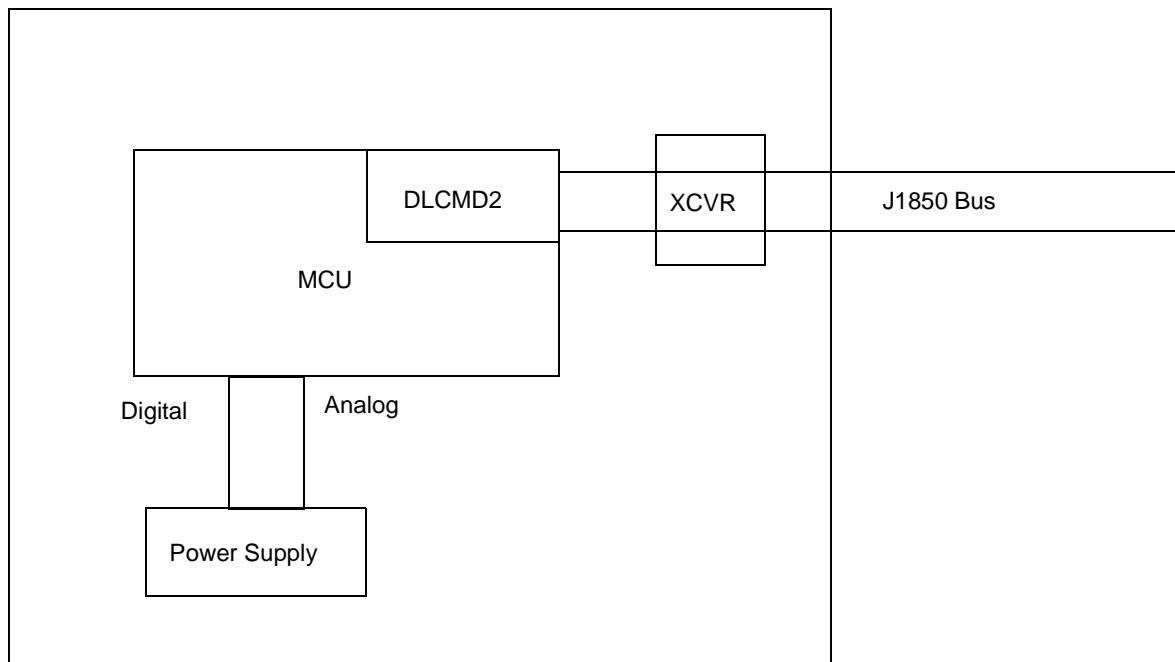 DLCMD2
XCVR
J1850 Bus
MCU
Digital
Analog
Power Supply